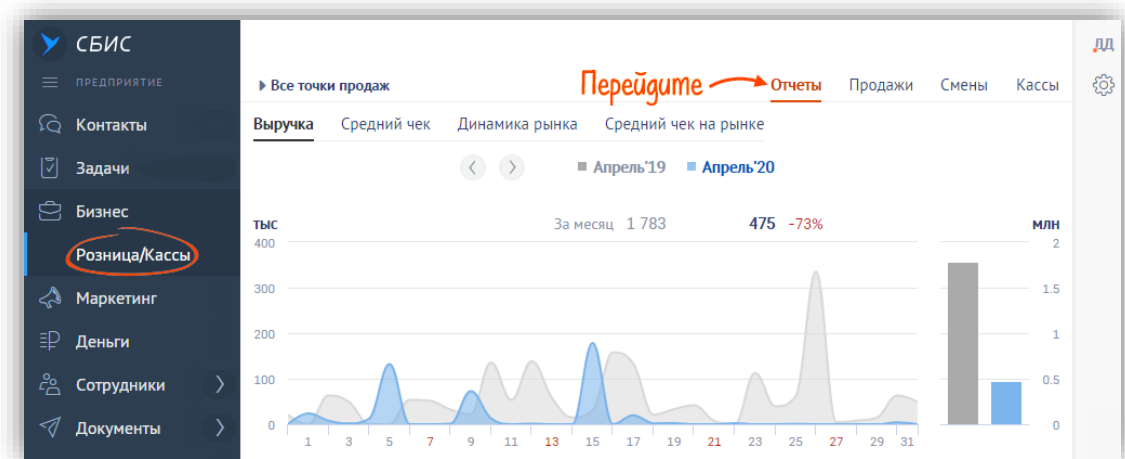 СБИС
ПРЕДПРИЯТИЕ
Контакты
Задачи
Бизнес
Розница/Кассы
Маркетинг
Деньги
Сотрудники
Документы
Все точки продаж
Перейдите
Отчеты Продажи Смены Кассы
ДД
Выручка Средний чек Динамика рынка Средний чек на рынке
Апрель'19 Апрель'20
тыс За месяц 1 783 475 -73% млн
400 2
300 1.5
200 1
100 0.5
0 0
1 3 5 7 9 11 13 15 17 19 21 23 25 27 29 31